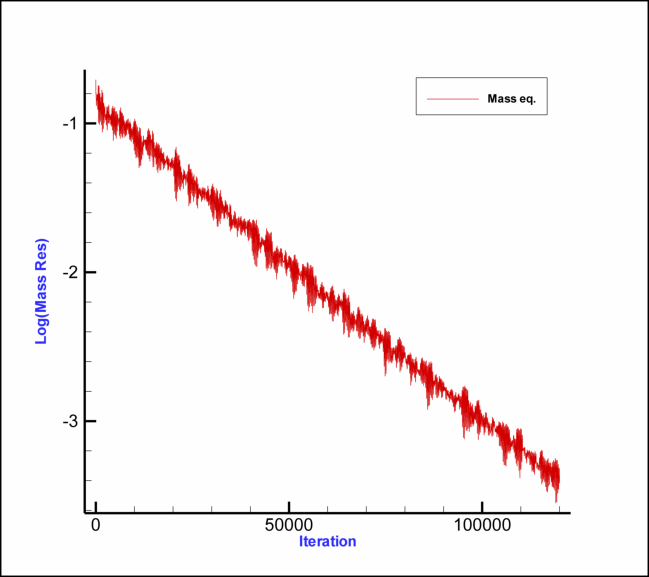 Mass eq.
-1
-2
-3
Log(Mass Res)
0 50000 100000
Iteration